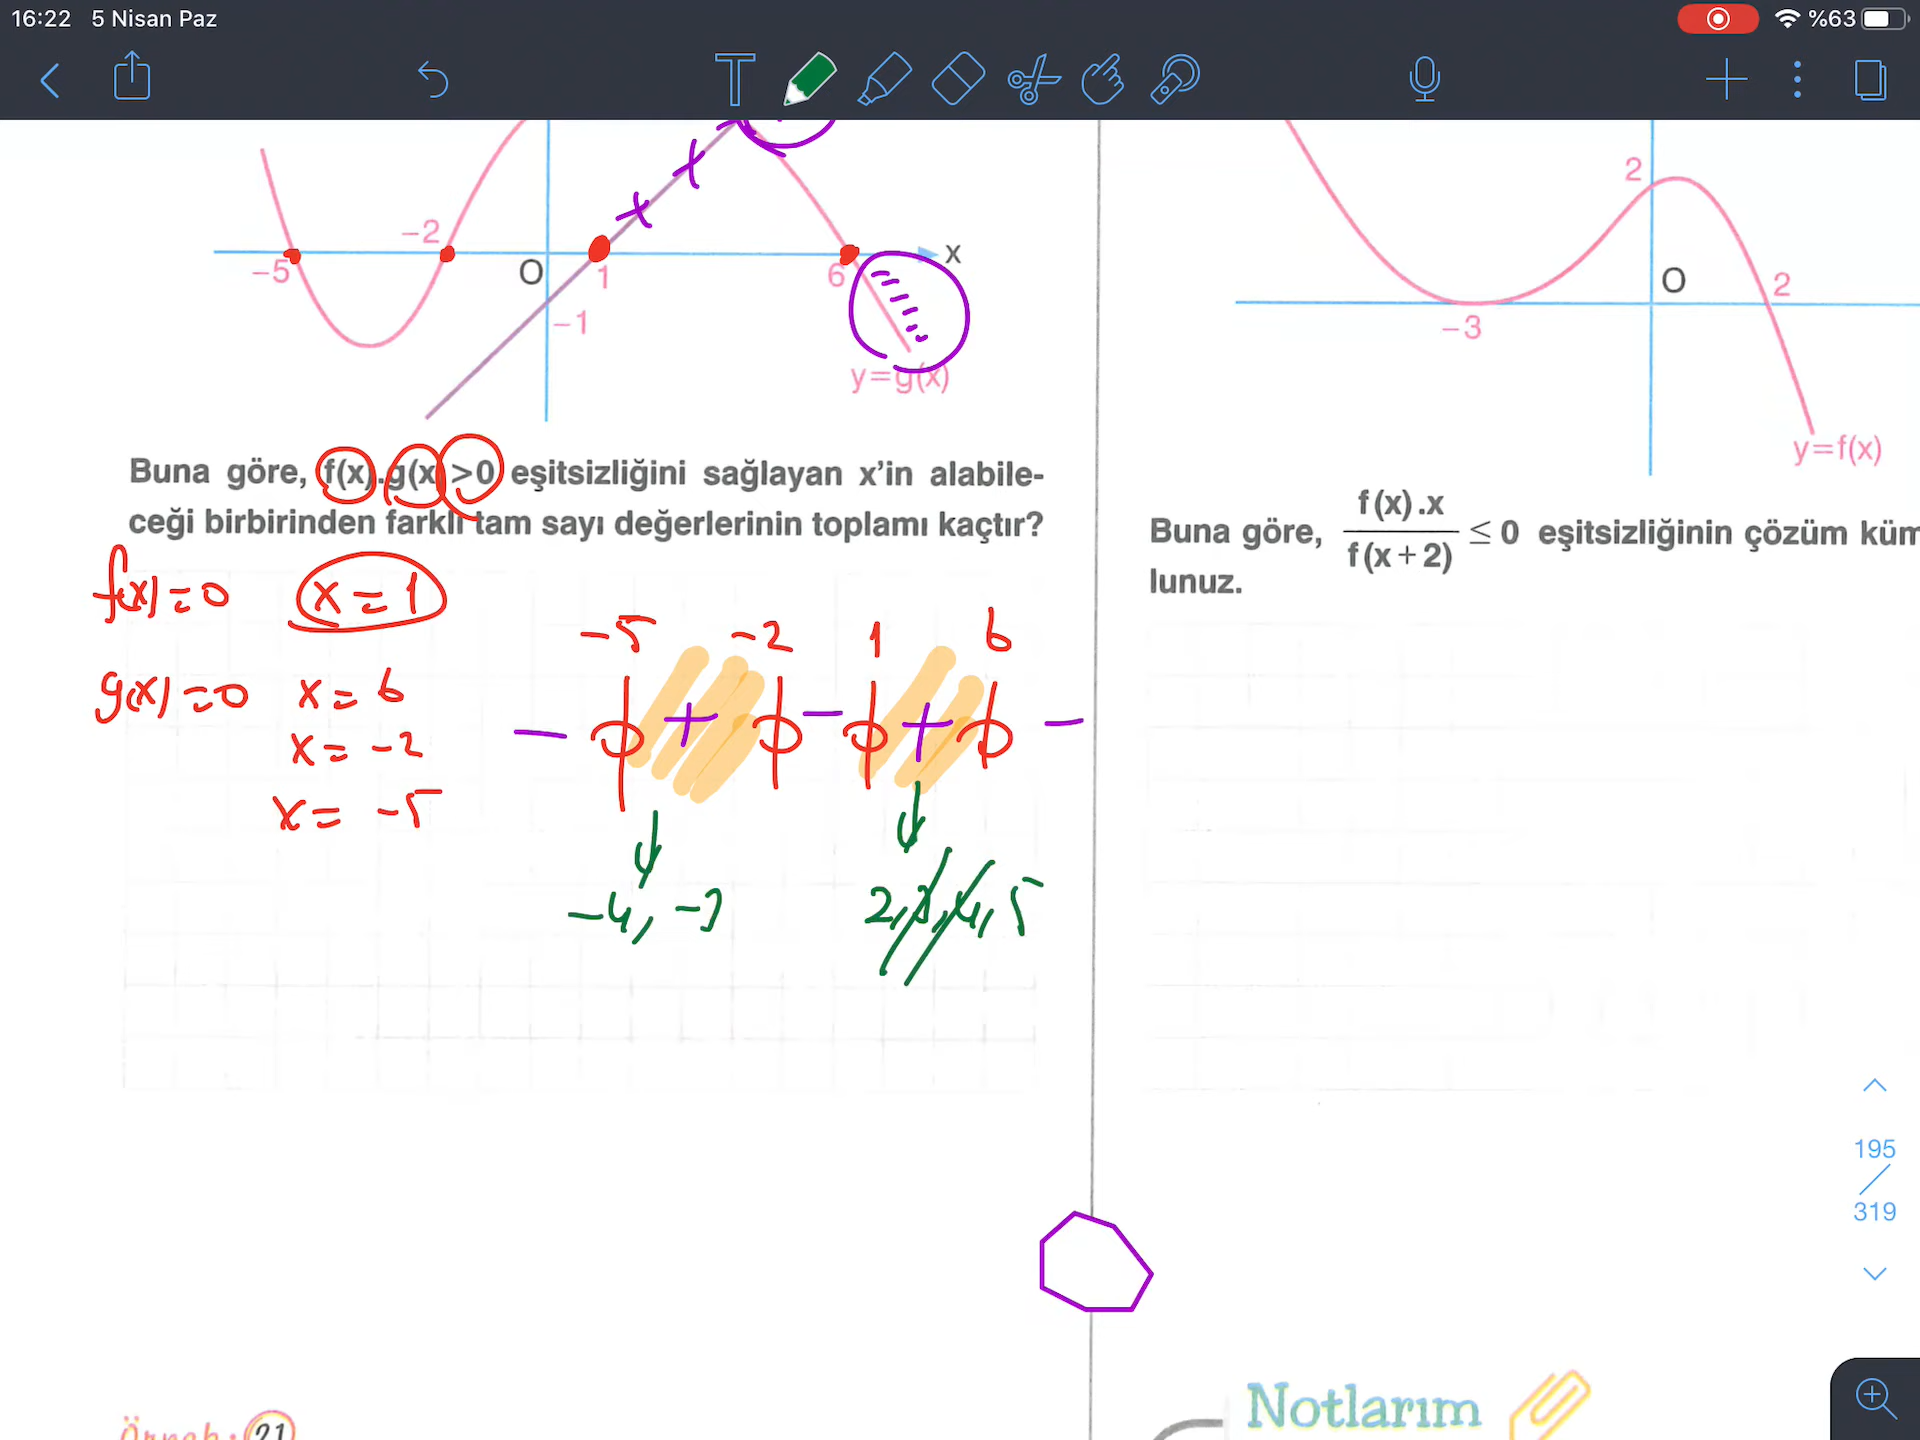 16:22 5 Nisan Paz %63
-5
-2
O
1
-1
6
x
y=g(x)
Buna göre, f(x).g(x)>0 eşitsizliğini sağlayan x'in alabile-
ceği birbirinden farklı tam sayı değerlerinin toplamı kaçtır?
f(x)=0 x=1
g(x)=0 x=6
x=-2
x=-5
-5 -2 1 6
- + - + -
-4, -3 2,3,4,5
2
O
2
-3
y=f(x)
Buna göre, f(x).x / f(x+2) ≤ 0 eşitsizliğinin çözüm küm
lunuz.
195
319
Örnek: 21
Notlarım